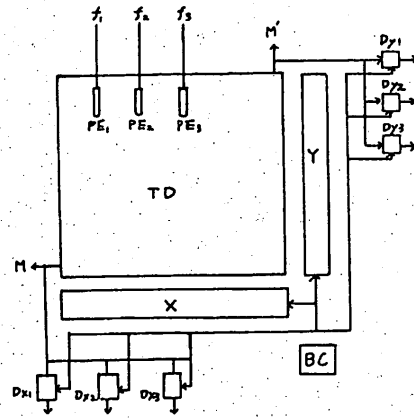 f₁ f₂ f₃
M' Dy1
Dy2
PE₁ PE₂ PE₃
Dy3
Y
TD
M
X
BC
Dx1 Dx2 Dx3